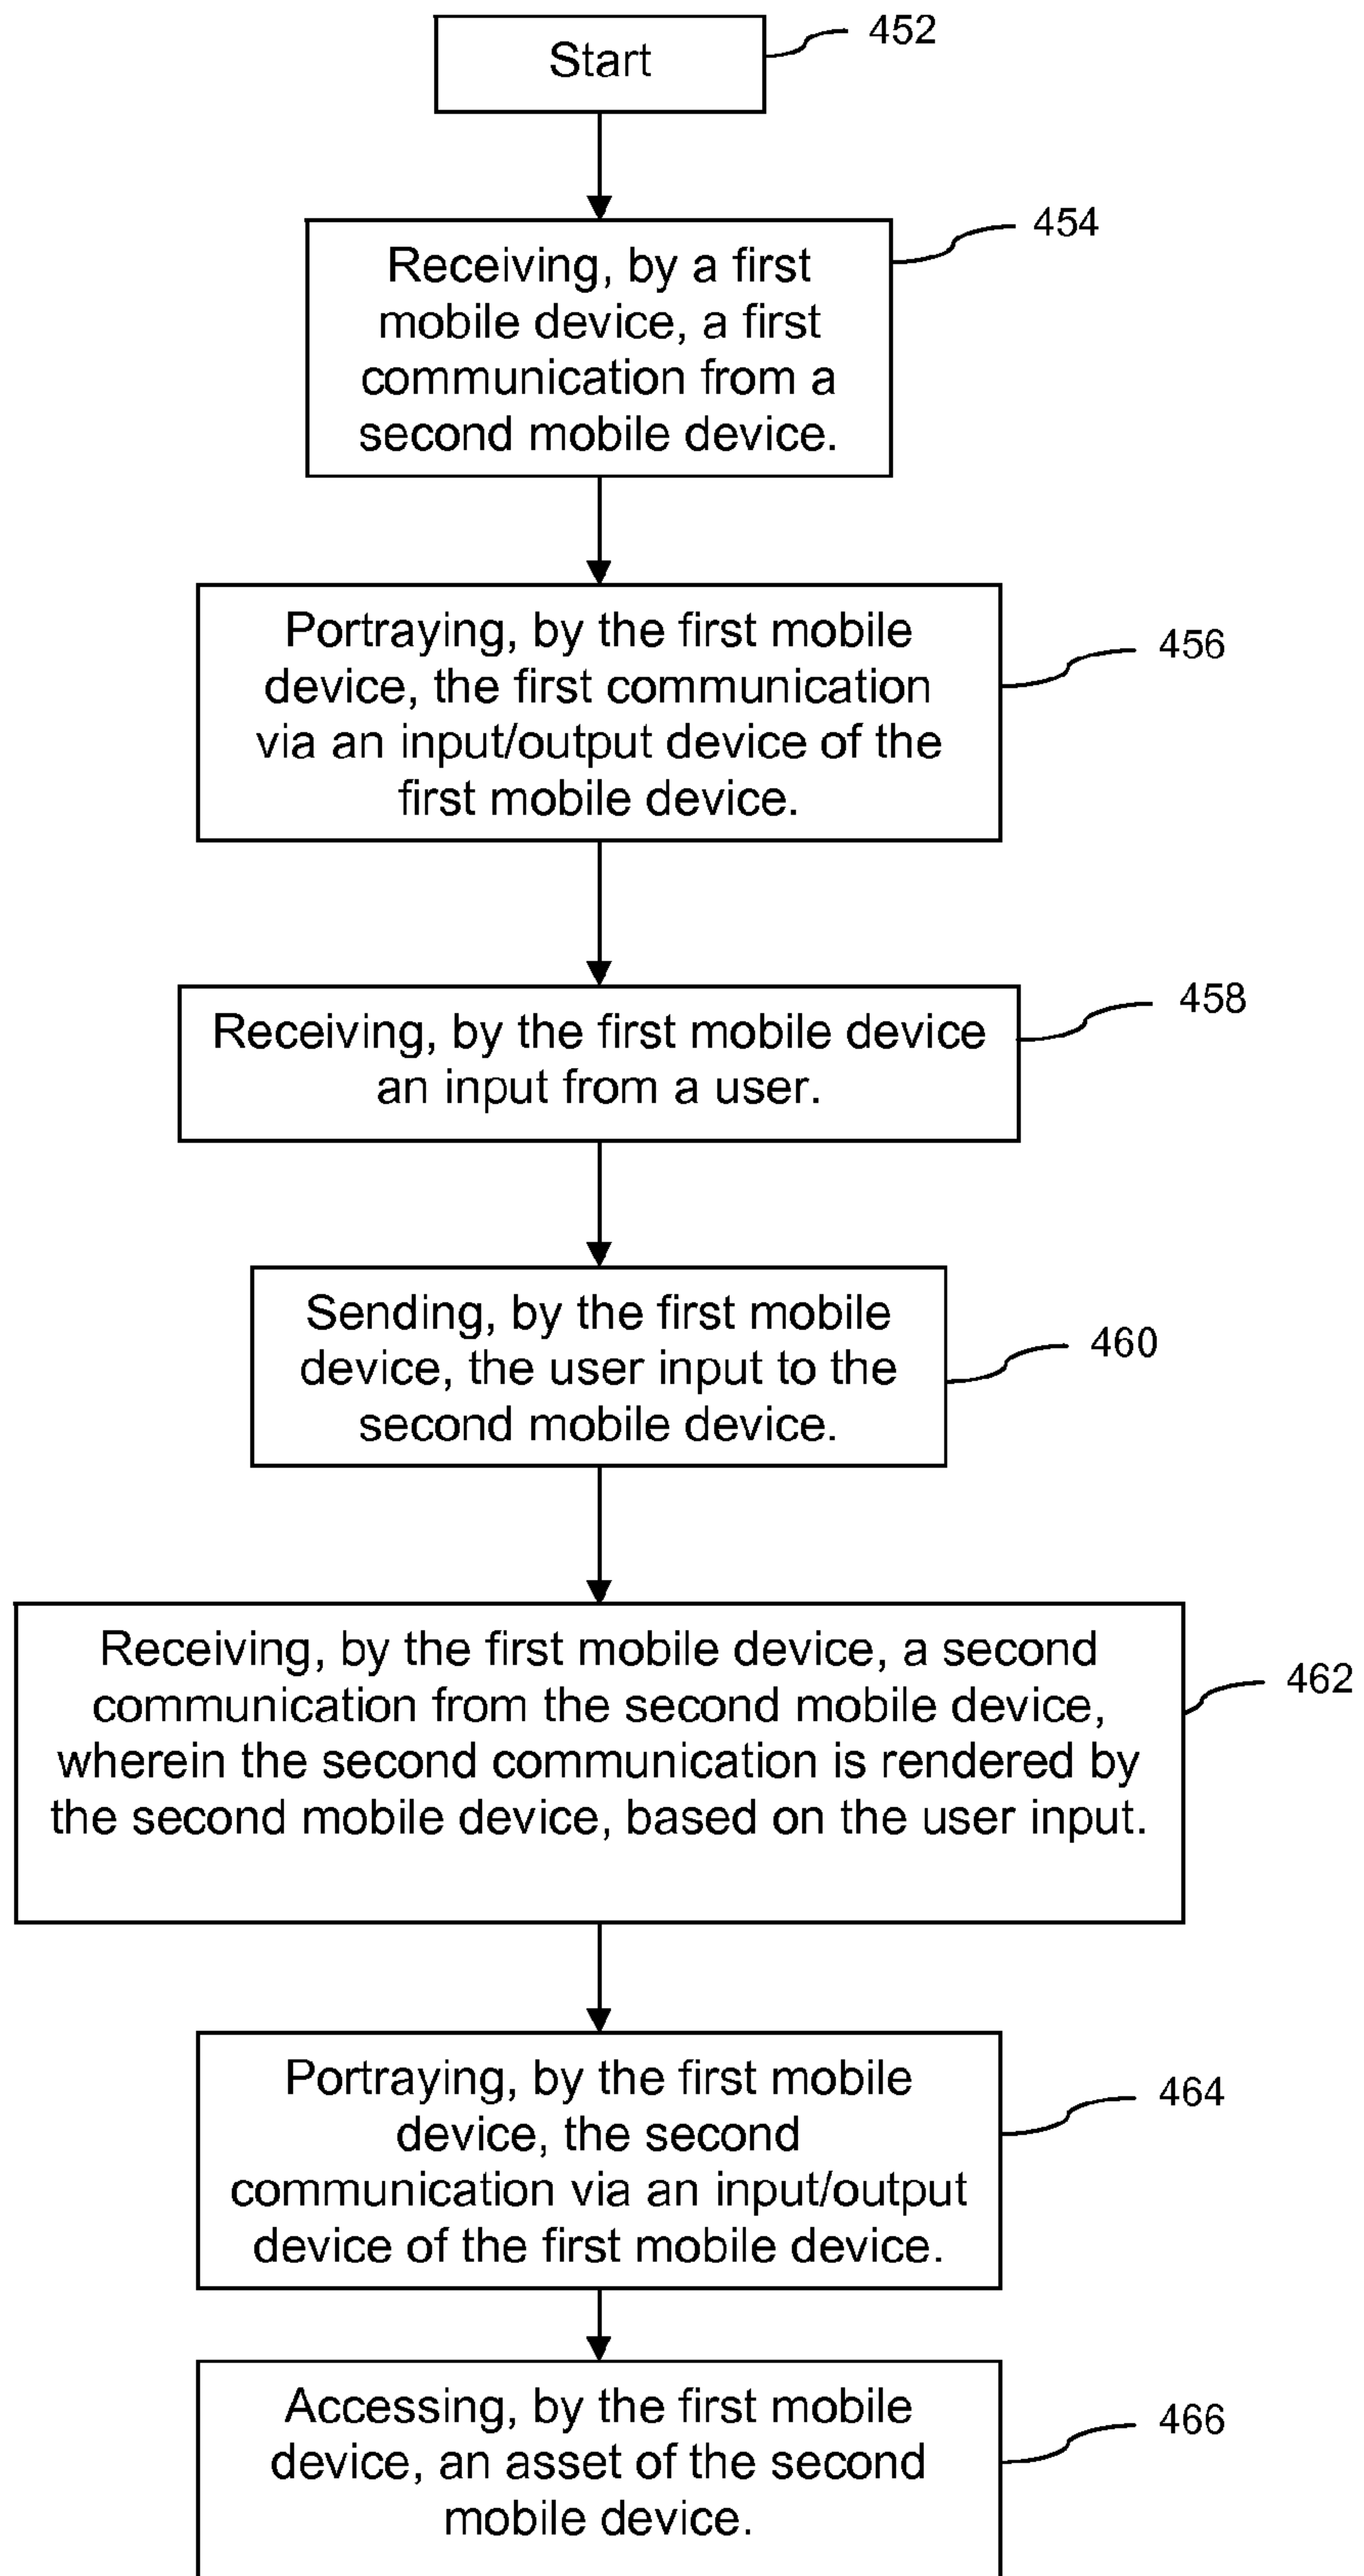 Start
452
Receiving, by a first
mobile device, a first
communication from a
second mobile device.
454
Portraying, by the first mobile
device, the first communication
via an input/output device of the
first mobile device.
456
Receiving, by the first mobile device
an input from a user.
458
Sending, by the first mobile
device, the user input to the
second mobile device.
460
Receiving, by the first mobile device, a second
communication from the second mobile device,
wherein the second communication is rendered by
the second mobile device, based on the user input.
462
Portraying, by the first mobile
device, the second
communication via an input/output
device of the first mobile device.
464
Accessing, by the first mobile
device, an asset of the second
mobile device.
466